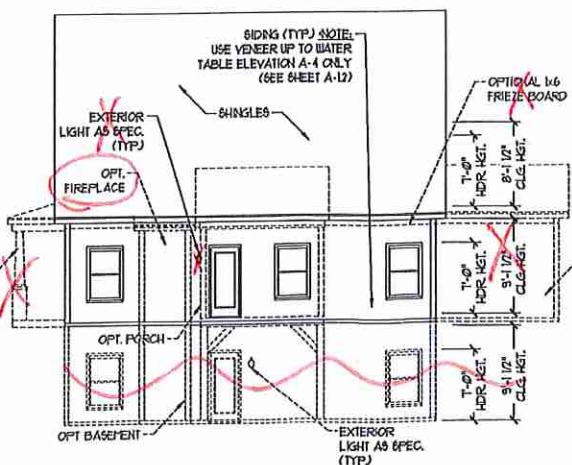 SIDING (TYP.) NOTE:
USE VENEER UP TO WATER
TABLE ELEVATION A-4 ONLY
(SEE SHEET A-1.2)
OPTIONAL 1x6
FRIEZE BOARD
SHINGLES
EXTERIOR
LIGHT AS SPEC.
(TYP.)
OPT.
FIREPLACE
7'-0"
HDR. HGT.
8'-1 1/2"
CLG. HGT.
7'-0"
HDR. HGT.
9'-1 1/2"
CLG. HGT.
OPT. PORCH
7'-0"
HDR. HGT.
9'-1 1/2"
CLG. HGT.
OPT BASEMENT
EXTERIOR
LIGHT AS SPEC.
(TYP.)